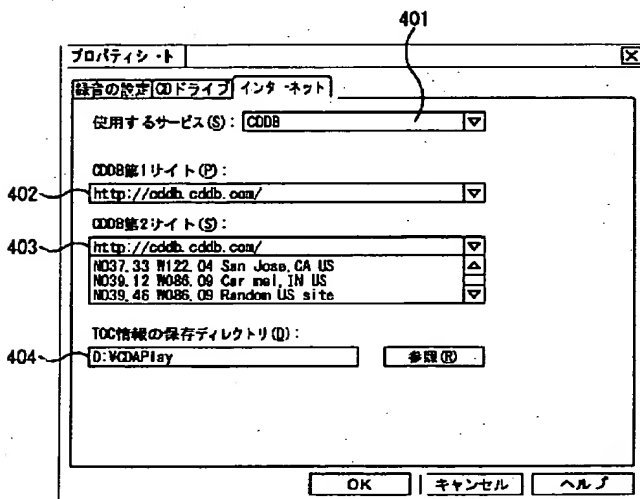 401
プロパティシート
録音の設定 CDドライブ インターネット
使用するサービス(S): CDDB
CDDB第1サイト(P):
402 http://cddb.cddb.com/
CDDB第2サイト(S):
403 http://cddb.cddb.com/
N037.33 W122.04 San Jose,CA US
N039.12 W086.09 Car mel,IN US
N039.46 W086.09 Random US site
TOC情報の保存ディレクトリ(D):
404 D:¥CDAPlay 参照(R)
OK キャンセル ヘルプ